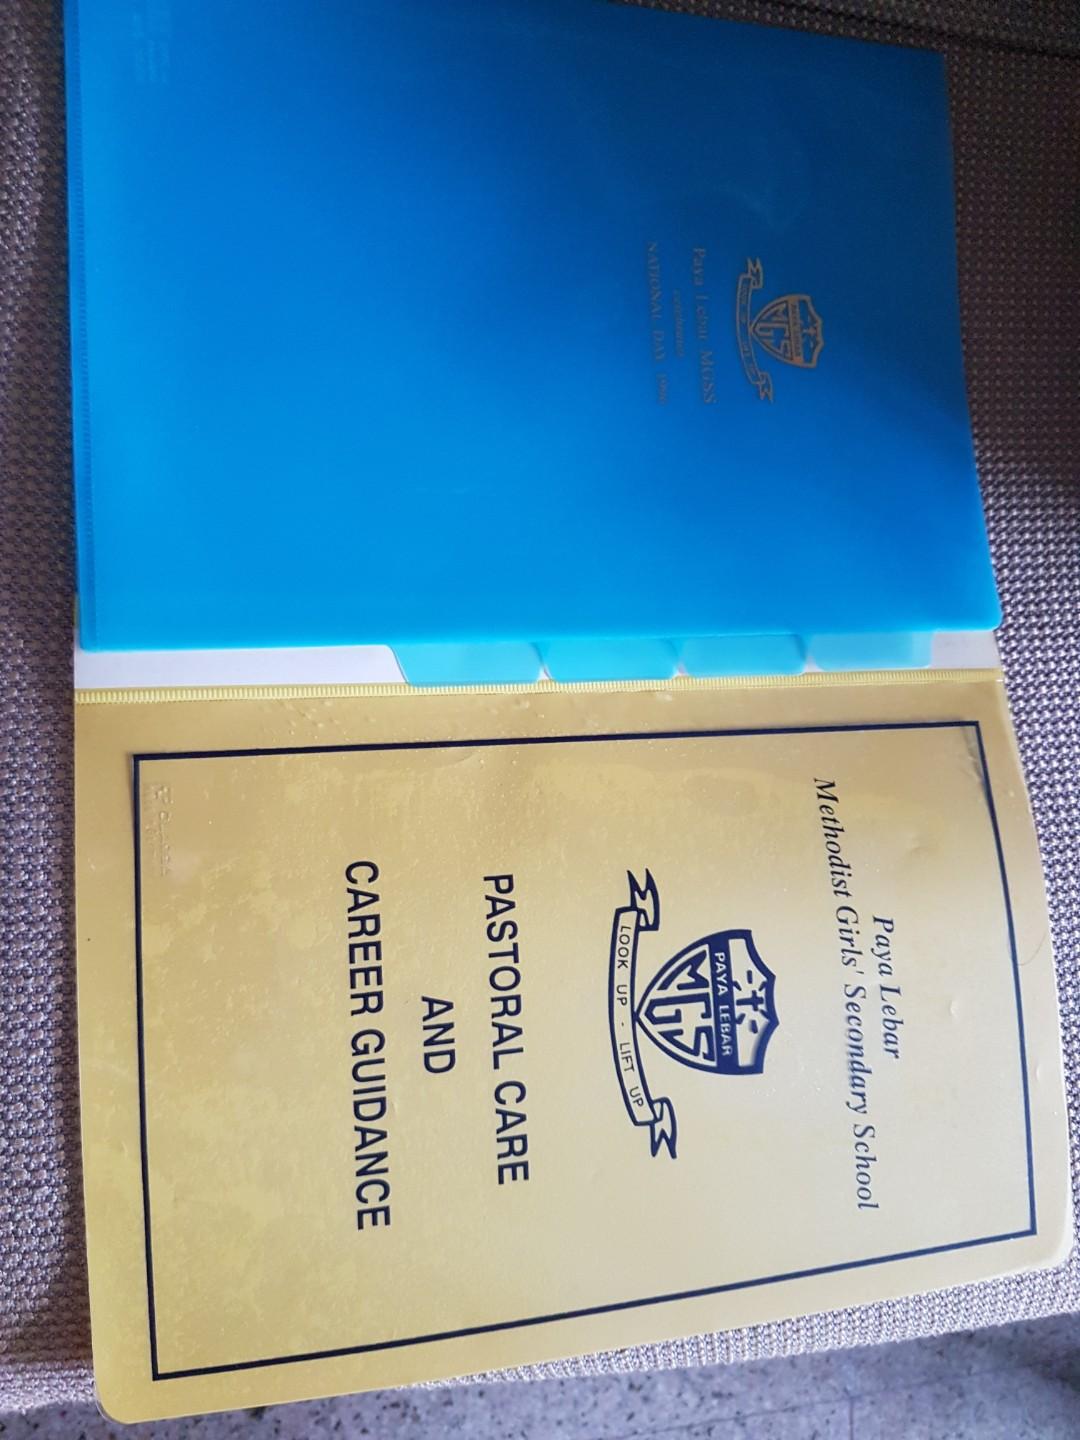 Paya Lebar MGSS
celebrates
NATIONAL DAY
Paya Lebar
Methodist Girls' Secondary School
PAYA LEBAR
MGS
LOOK UP · LIFT UP
PASTORAL CARE
AND
CAREER GUIDANCE